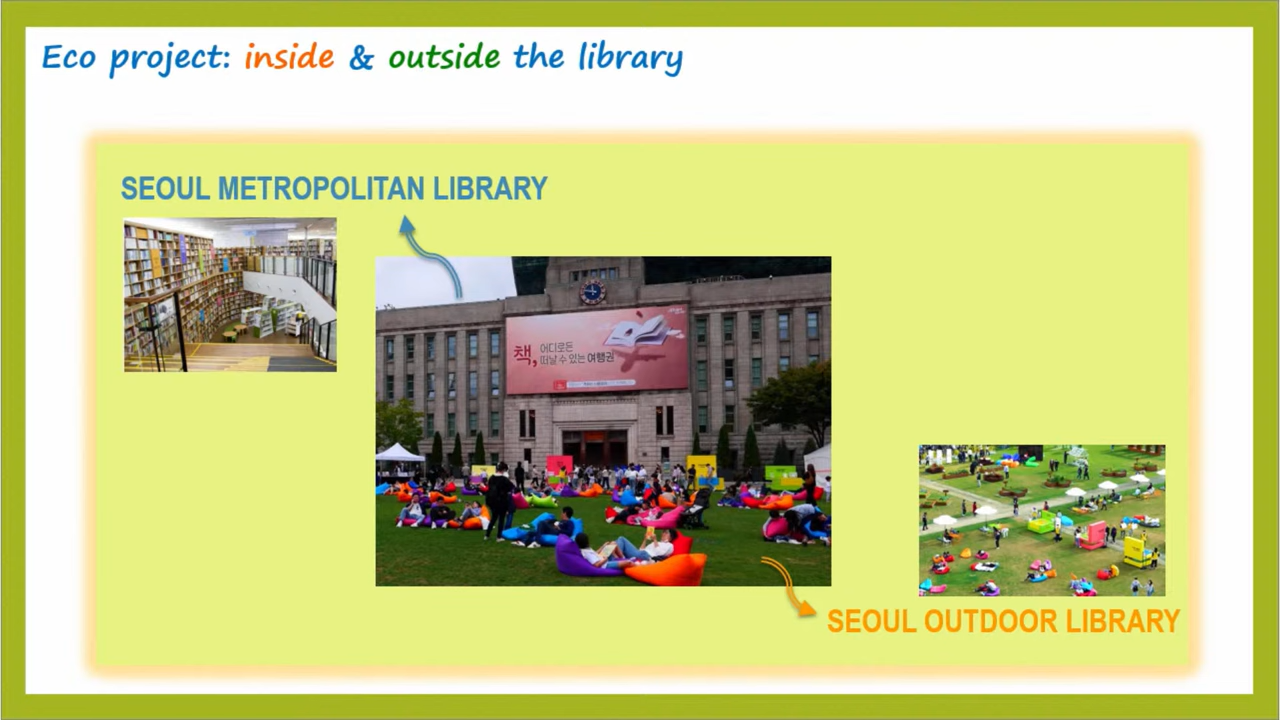 Eco project: inside & outside the library
SEOUL METROPOLITAN LIBRARY
책,
어디로든
떠날 수 있는 여행권
SEOUL OUTDOOR LIBRARY